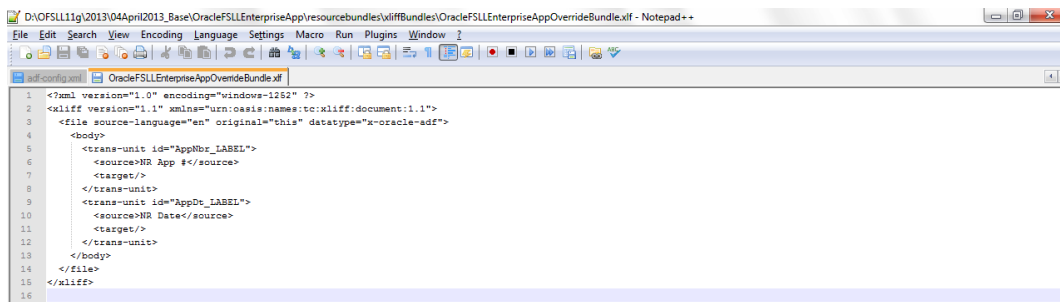 D:\OFSLL11g\2013\04April2013_Base\OracleFSLLEnterpriseApp\resourcebundles\xliffBundles\OracleFSLLEnterpriseAppOverrideBundle.xlf - Notepad++
File Edit Search View Encoding Language Settings Macro Run Plugins Window ?
adf-config.xml OracleFSLLEnterpriseAppOverrideBundle.xlf
1 <?xml version="1.0" encoding="windows-1252" ?>
2 <xliff version="1.1" xmlns="urn:oasis:names:tc:xliff:document:1.1">
3 <file source-language="en" original="this" datatype="x-oracle-adf">
4 <body>
5 <trans-unit id="AppNbr_LABEL">
6 <source>NR App #</source>
7 <target/>
8 </trans-unit>
9 <trans-unit id="AppDt_LABEL">
10 <source>NR Date</source>
11 <target/>
12 </trans-unit>
13 </body>
14 </file>
15 </xliff>
16